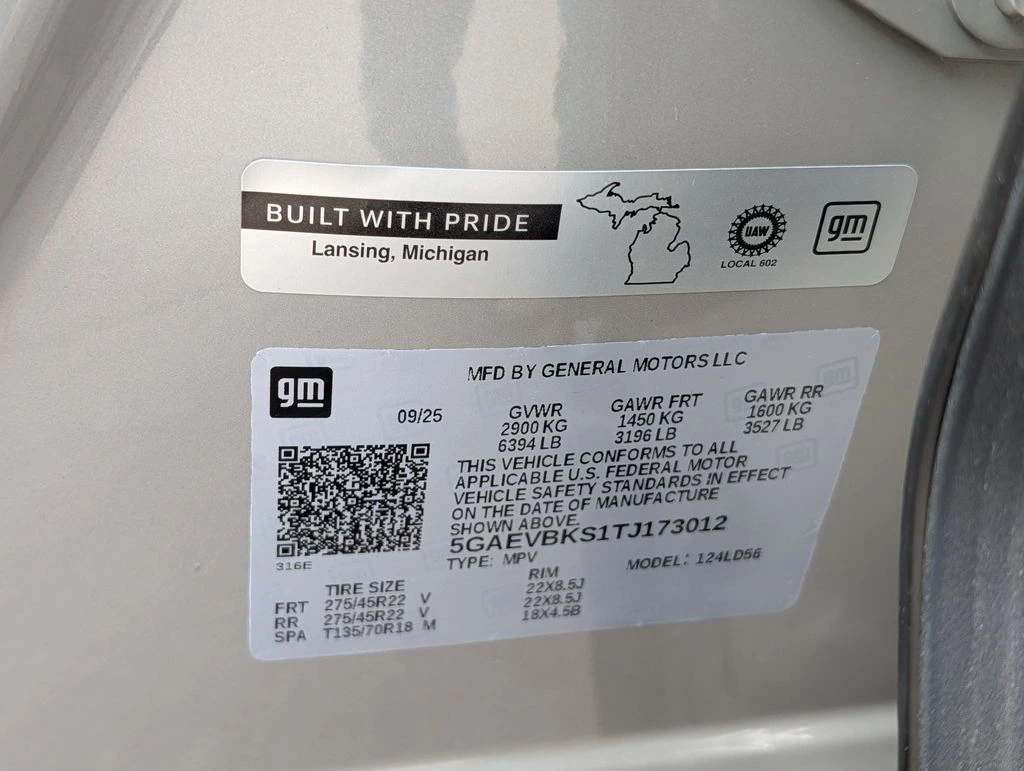 BUILT WITH PRIDE
Lansing, Michigan
UAW
LOCAL 602
gm
gm
MFD BY GENERAL MOTORS LLC
09/25 GVWR GAWR FRT GAWR RR
2900 KG 1450 KG 1600 KG
6394 LB 3196 LB 3527 LB
THIS VEHICLE CONFORMS TO ALL
APPLICABLE U.S. FEDERAL MOTOR
VEHICLE SAFETY STANDARDS IN EFFECT
ON THE DATE OF MANUFACTURE
SHOWN ABOVE.
5GAEVBKS1TJ173012
TYPE: MPV MODEL: 124LD56
316E
TIRE SIZE RIM
FRT 275/45R22 V 22X8.5J
RR 275/45R22 V 22X8.5J
SPA T135/70R18 M 18X4.5B